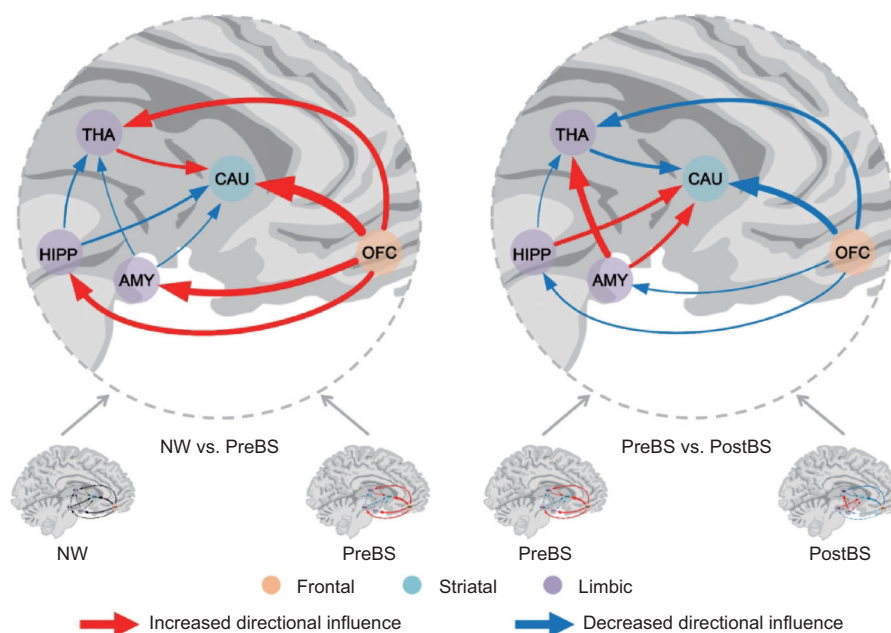 THA
CAU
HIPP
AMY
OFC
THA
CAU
HIPP
AMY
OFC
NW vs. PreBS
PreBS vs. PostBS
NW
PreBS
PreBS
PostBS
Frontal
Striatal
Limbic
Increased directional influence
Decreased directional influence